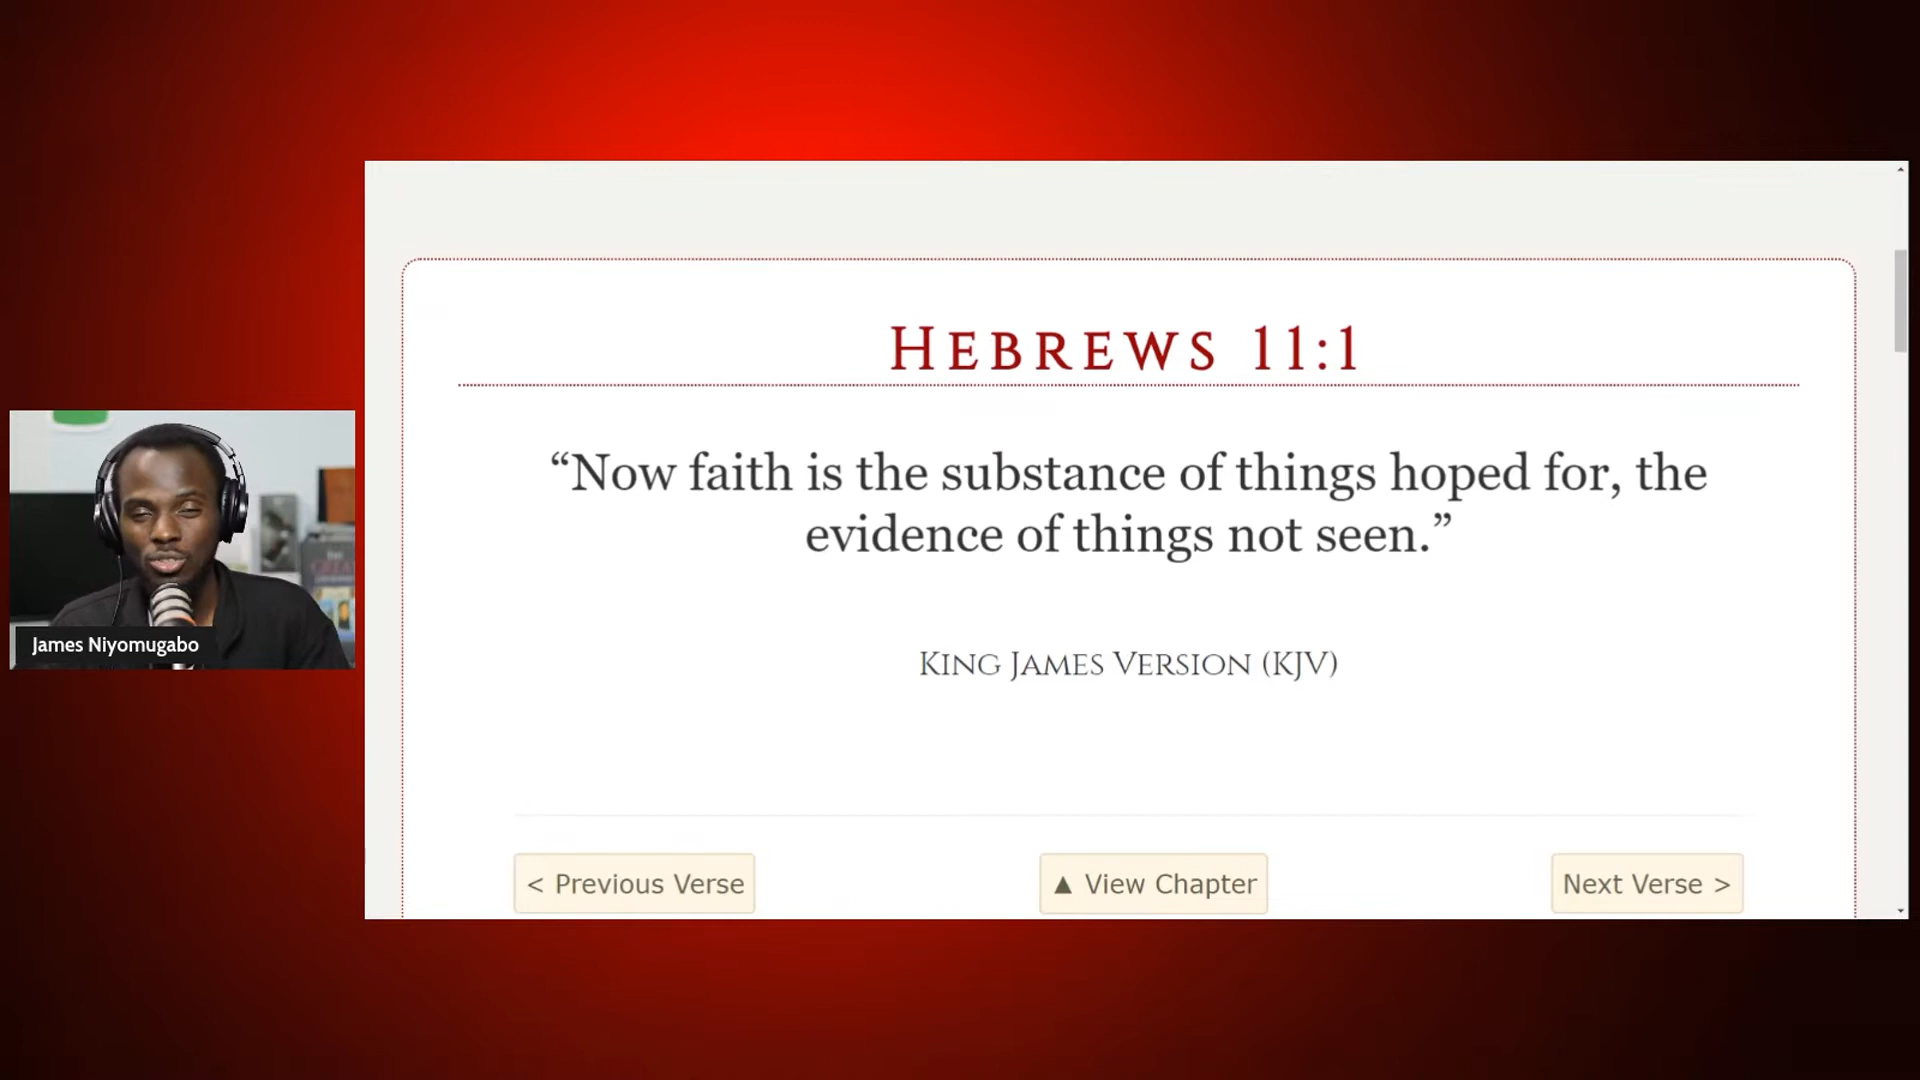 HEBREWS 11:1
“Now faith is the substance of things hoped for, the
evidence of things not seen.”
KING JAMES VERSION (KJV)
James Niyomugabo
< Previous Verse
▲ View Chapter
Next Verse >